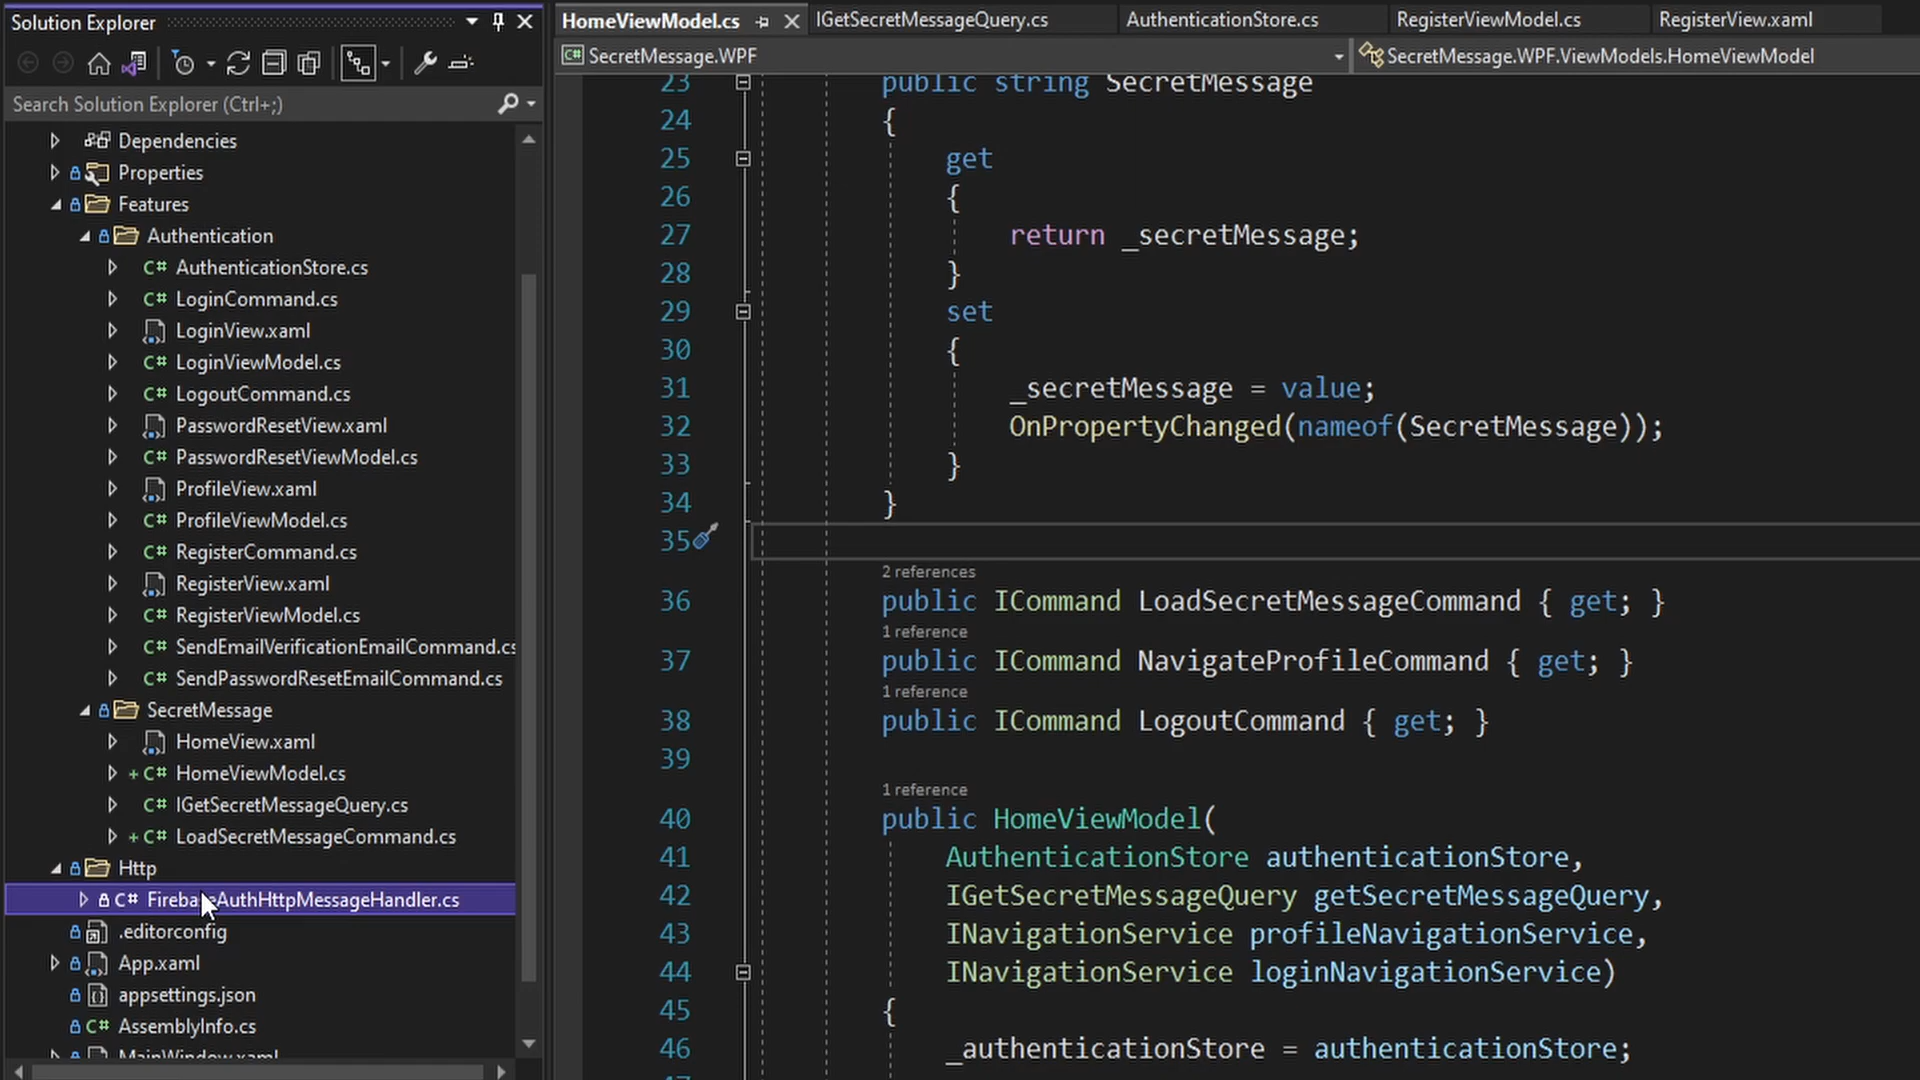 Solution Explorer
Search Solution Explorer (Ctrl+;)
Dependencies
Properties
Features
Authentication
C# AuthenticationStore.cs
C# LoginCommand.cs
LoginView.xaml
C# LoginViewModel.cs
C# LogoutCommand.cs
PasswordResetView.xaml
C# PasswordResetViewModel.cs
ProfileView.xaml
C# ProfileViewModel.cs
C# RegisterCommand.cs
RegisterView.xaml
C# RegisterViewModel.cs
C# SendEmailVerificationEmailCommand.cs
C# SendPasswordResetEmailCommand.cs
SecretMessage
HomeView.xaml
+ C# HomeViewModel.cs
C# IGetSecretMessageQuery.cs
+ C# LoadSecretMessageCommand.cs
Http
C# FirebaseAuthHttpMessageHandler.cs
.editorconfig
App.xaml
appsettings.json
C# AssemblyInfo.cs
MainWindow.xaml
HomeViewModel.cs IGetSecretMessageQuery.cs AuthenticationStore.cs RegisterViewModel.cs RegisterView.xaml
C# SecretMessage.WPF SecretMessage.WPF.ViewModels.HomeViewModel
23 public string SecretMessage
24 {
25 get
26 {
27 return _secretMessage;
28 }
29 set
30 {
31 _secretMessage = value;
32 OnPropertyChanged(nameof(SecretMessage));
33 }
34 }
35
2 references
36 public ICommand LoadSecretMessageCommand { get; }
1 reference
37 public ICommand NavigateProfileCommand { get; }
1 reference
38 public ICommand LogoutCommand { get; }
39
1 reference
40 public HomeViewModel(
41 AuthenticationStore authenticationStore,
42 IGetSecretMessageQuery getSecretMessageQuery,
43 INavigationService profileNavigationService,
44 INavigationService loginNavigationService)
45 {
46 _authenticationStore = authenticationStore;